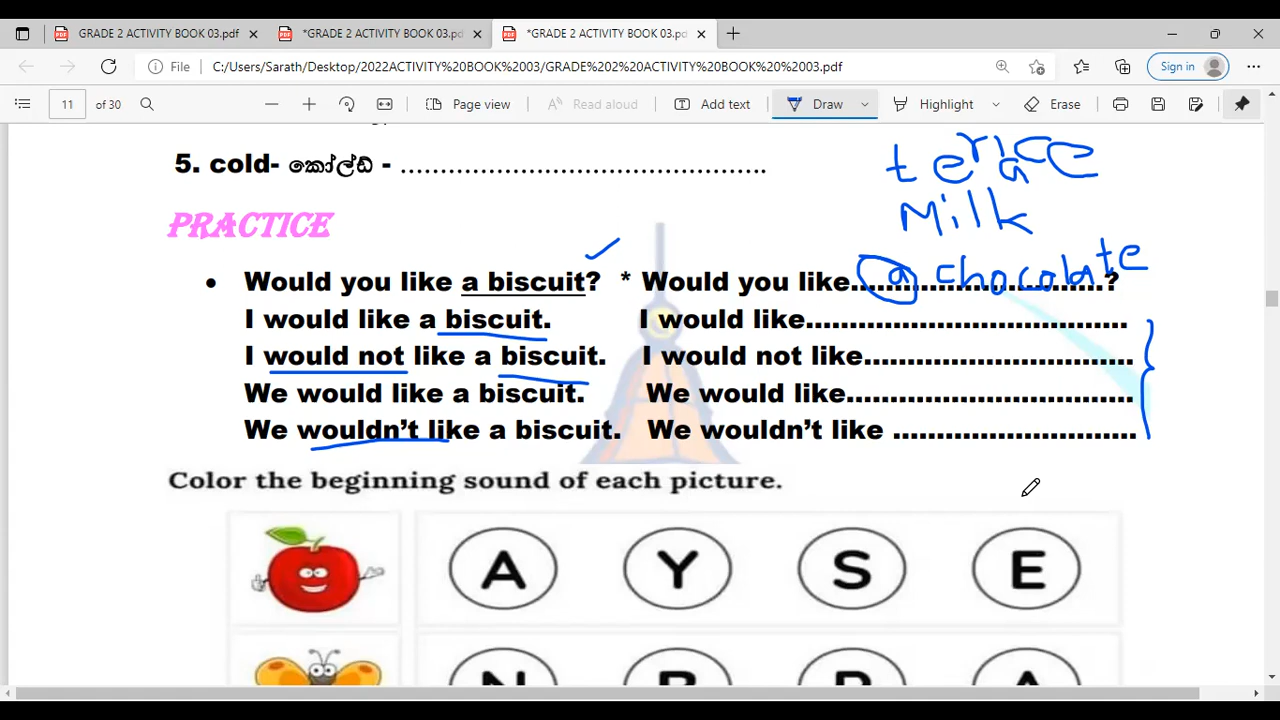 GRADE 2 ACTIVITY BOOK 03.pdf
*GRADE 2 ACTIVITY BOOK 03.pd
*GRADE 2 ACTIVITY BOOK 03.pd
File C:/Users/Sarath/Desktop/2022ACTIVITY%20BOOK%2003/GRADE%202%20ACTIVITY%20BOOK%20%2003.pdf Sign in
11 of 30 Page view Read aloud Add text Draw Highlight Erase
5. cold- කෝල්ඩ් - ……………………………………….
rice
tea
Milk
PRACTICE
a chocolate
• Would you like a biscuit? * Would you like..............................?
I would like a biscuit. I would like.....................................
I would not like a biscuit. I would not like...............................
We would like a biscuit. We would like.................................
We wouldn't like a biscuit. We wouldn't like ............................
Color the beginning sound of each picture.
A Y S E